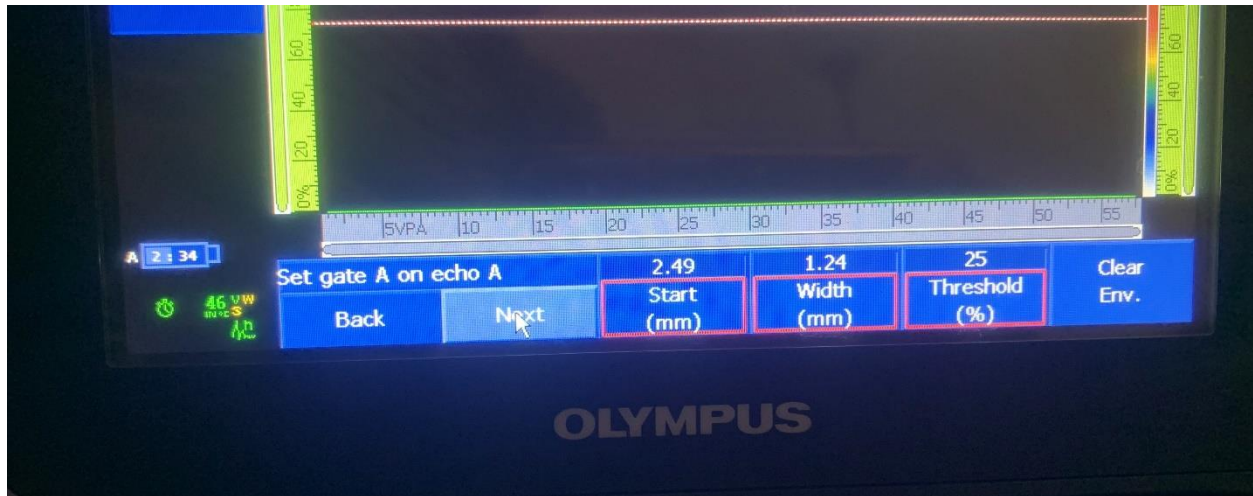 60
40
20
0%
60
40
20
0%
5VPA 10 15 20 25 30 35 40 45 50 55
A 2:34
Set gate A on echo A 2.49 1.24 25 Clear Env.
Back Next Start (mm) Width (mm) Threshold (%)
46 V W
IN °C S
OLYMPUS